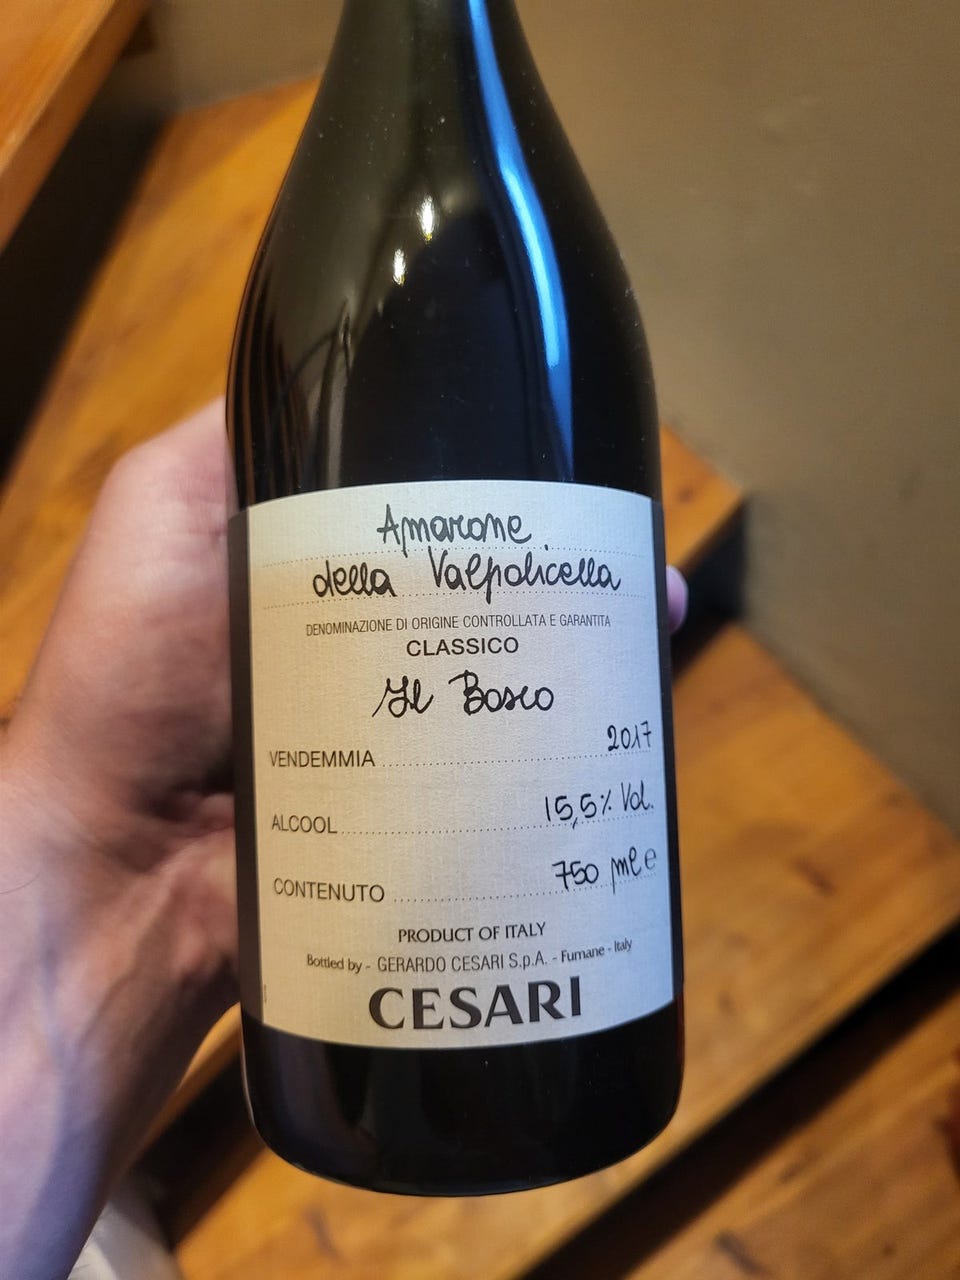 Amarone
della Valpolicella
DENOMINAZIONE DI ORIGINE CONTROLLATA E GARANTITA
CLASSICO
Il Bosco
VENDEMMIA 2017
ALCOOL 15,5% Vol.
CONTENUTO 750 ml e
PRODUCT OF ITALY
Bottled by - GERARDO CESARI S.p.A. - Fumane - Italy
CESARI